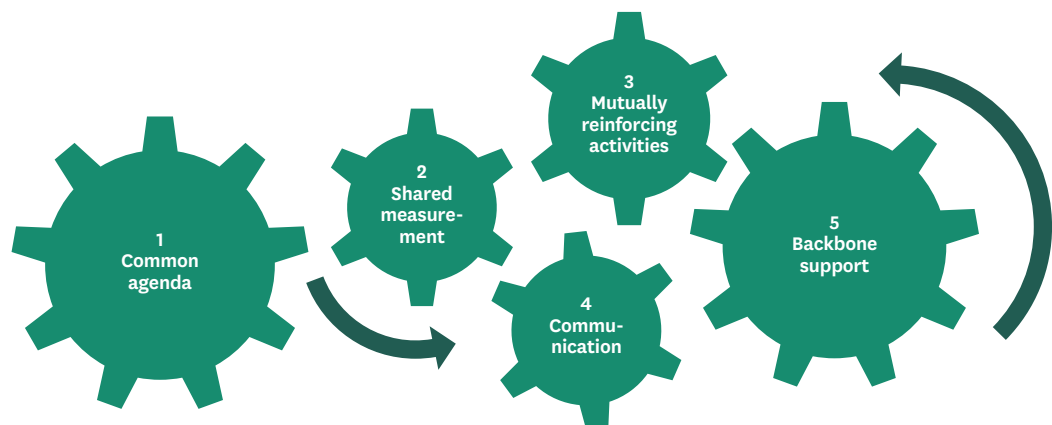 1
Common
agenda
2
Shared
measure-
ment
3
Mutually
reinforcing
activities
4
Commu-
nication
5
Backbone
support